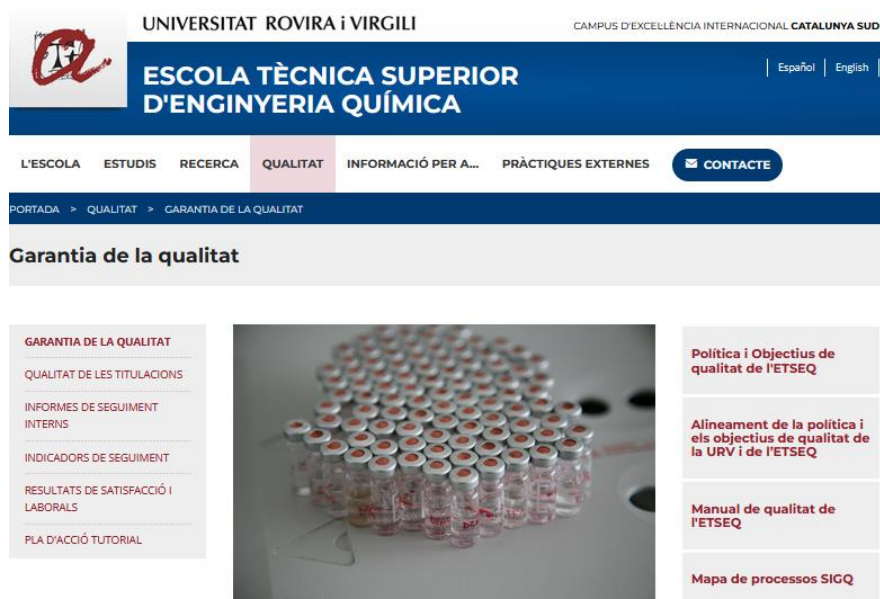 UNIVERSITAT ROVIRA i VIRGILI
CAMPUS D'EXCEL·LÈNCIA INTERNACIONAL CATALUNYA SUD
ESCOLA TÈCNICA SUPERIOR
D'ENGINYERIA QUÍMICA
Español | English |
L'ESCOLA ESTUDIS RECERCA QUALITAT INFORMACIÓ PER A... PRÀCTIQUES EXTERNES CONTACTE
PORTADA > QUALITAT > GARANTIA DE LA QUALITAT
Garantia de la qualitat
GARANTIA DE LA QUALITAT
QUALITAT DE LES TITULACIONS
INFORMES DE SEGUIMENT
INTERNS
INDICADORS DE SEGUIMENT
RESULTATS DE SATISFACCIÓ I
LABORALS
PLA D'ACCIÓ TUTORIAL
Política i Objectius de
qualitat de l'ETSEQ
Alineament de la política i
els objectius de qualitat de
la URV i de l'ETSEQ
Manual de qualitat de
l'ETSEQ
Mapa de processos SIGQ